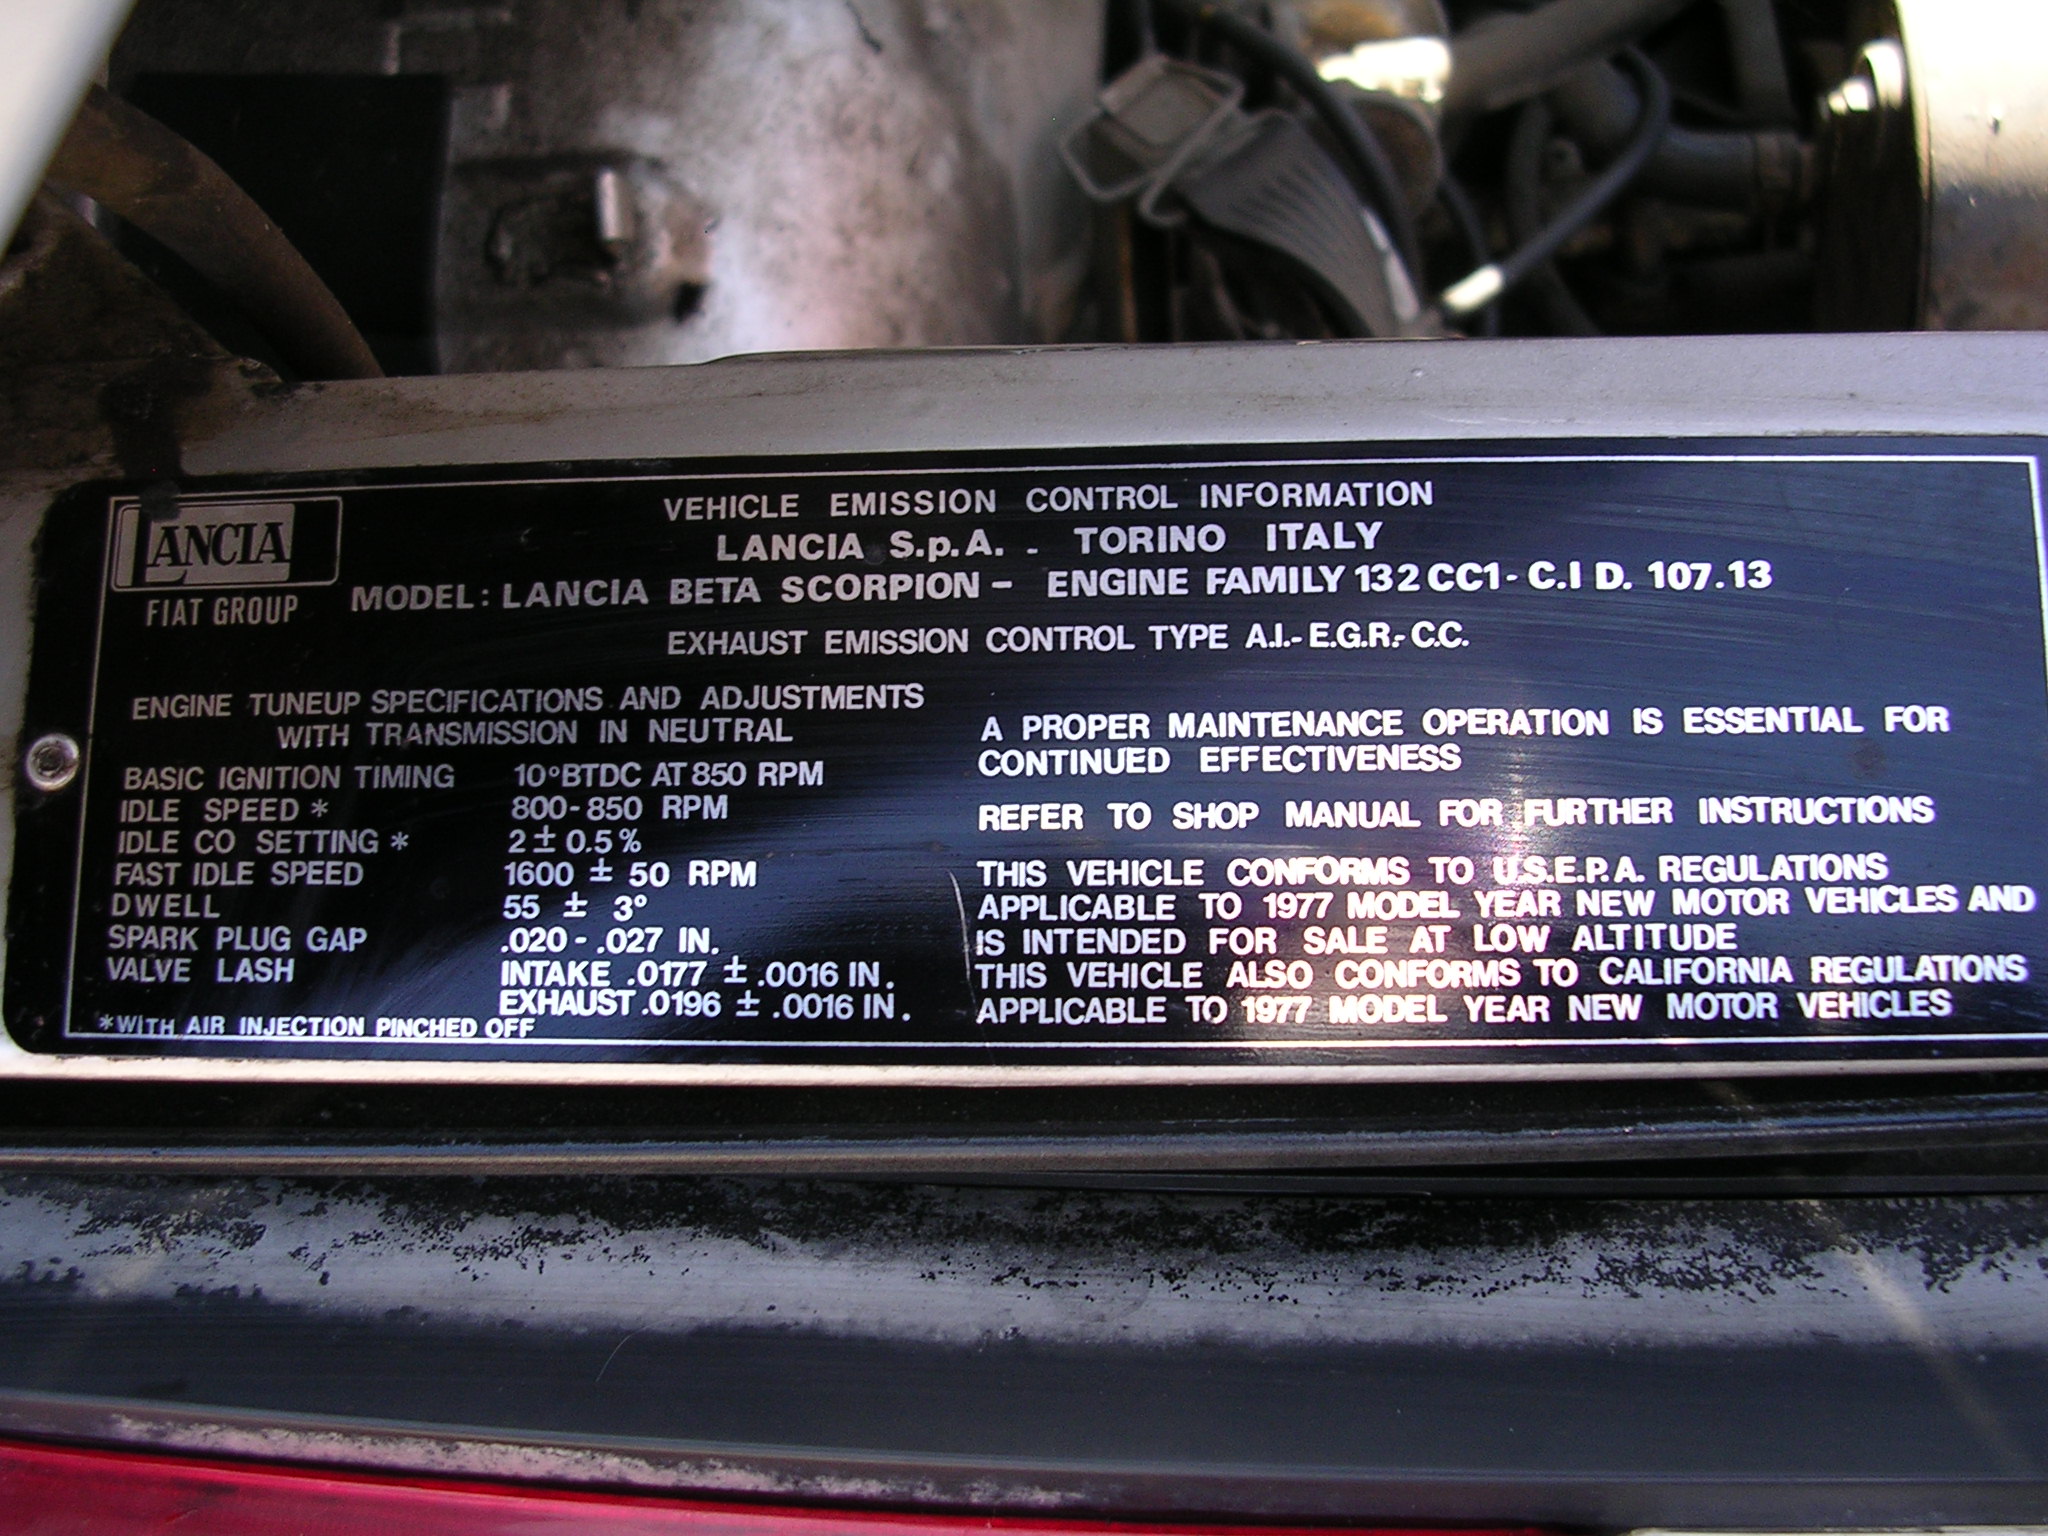 VEHICLE EMISSION CONTROL INFORMATION
LANCIA
LANCIA S.p.A. - TORINO ITALY
FIAT GROUP
MODEL: LANCIA BETA SCORPION - ENGINE FAMILY 132 CC1 - C.I D. 107.13
EXHAUST EMISSION CONTROL TYPE A.I.- E.G.R.- C.C.
ENGINE TUNEUP SPECIFICATIONS AND ADJUSTMENTS
WITH TRANSMISSION IN NEUTRAL
BASIC IGNITION TIMING 10°BTDC AT 850 RPM
IDLE SPEED * 800-850 RPM
IDLE CO SETTING * 2 ± 0.5 %
FAST IDLE SPEED 1600 ± 50 RPM
DWELL 55 ± 3°
SPARK PLUG GAP .020 - .027 IN.
VALVE LASH INTAKE .0177 ± .0016 IN.
EXHAUST .0196 ± .0016 IN.
*WITH AIR INJECTION PINCHED OFF
A PROPER MAINTENANCE OPERATION IS ESSENTIAL FOR
CONTINUED EFFECTIVENESS
REFER TO SHOP MANUAL FOR FURTHER INSTRUCTIONS
THIS VEHICLE CONFORMS TO U.S.E.P.A. REGULATIONS
APPLICABLE TO 1977 MODEL YEAR NEW MOTOR VEHICLES AND
IS INTENDED FOR SALE AT LOW ALTITUDE
THIS VEHICLE ALSO CONFORMS TO CALIFORNIA REGULATIONS
APPLICABLE TO 1977 MODEL YEAR NEW MOTOR VEHICLES